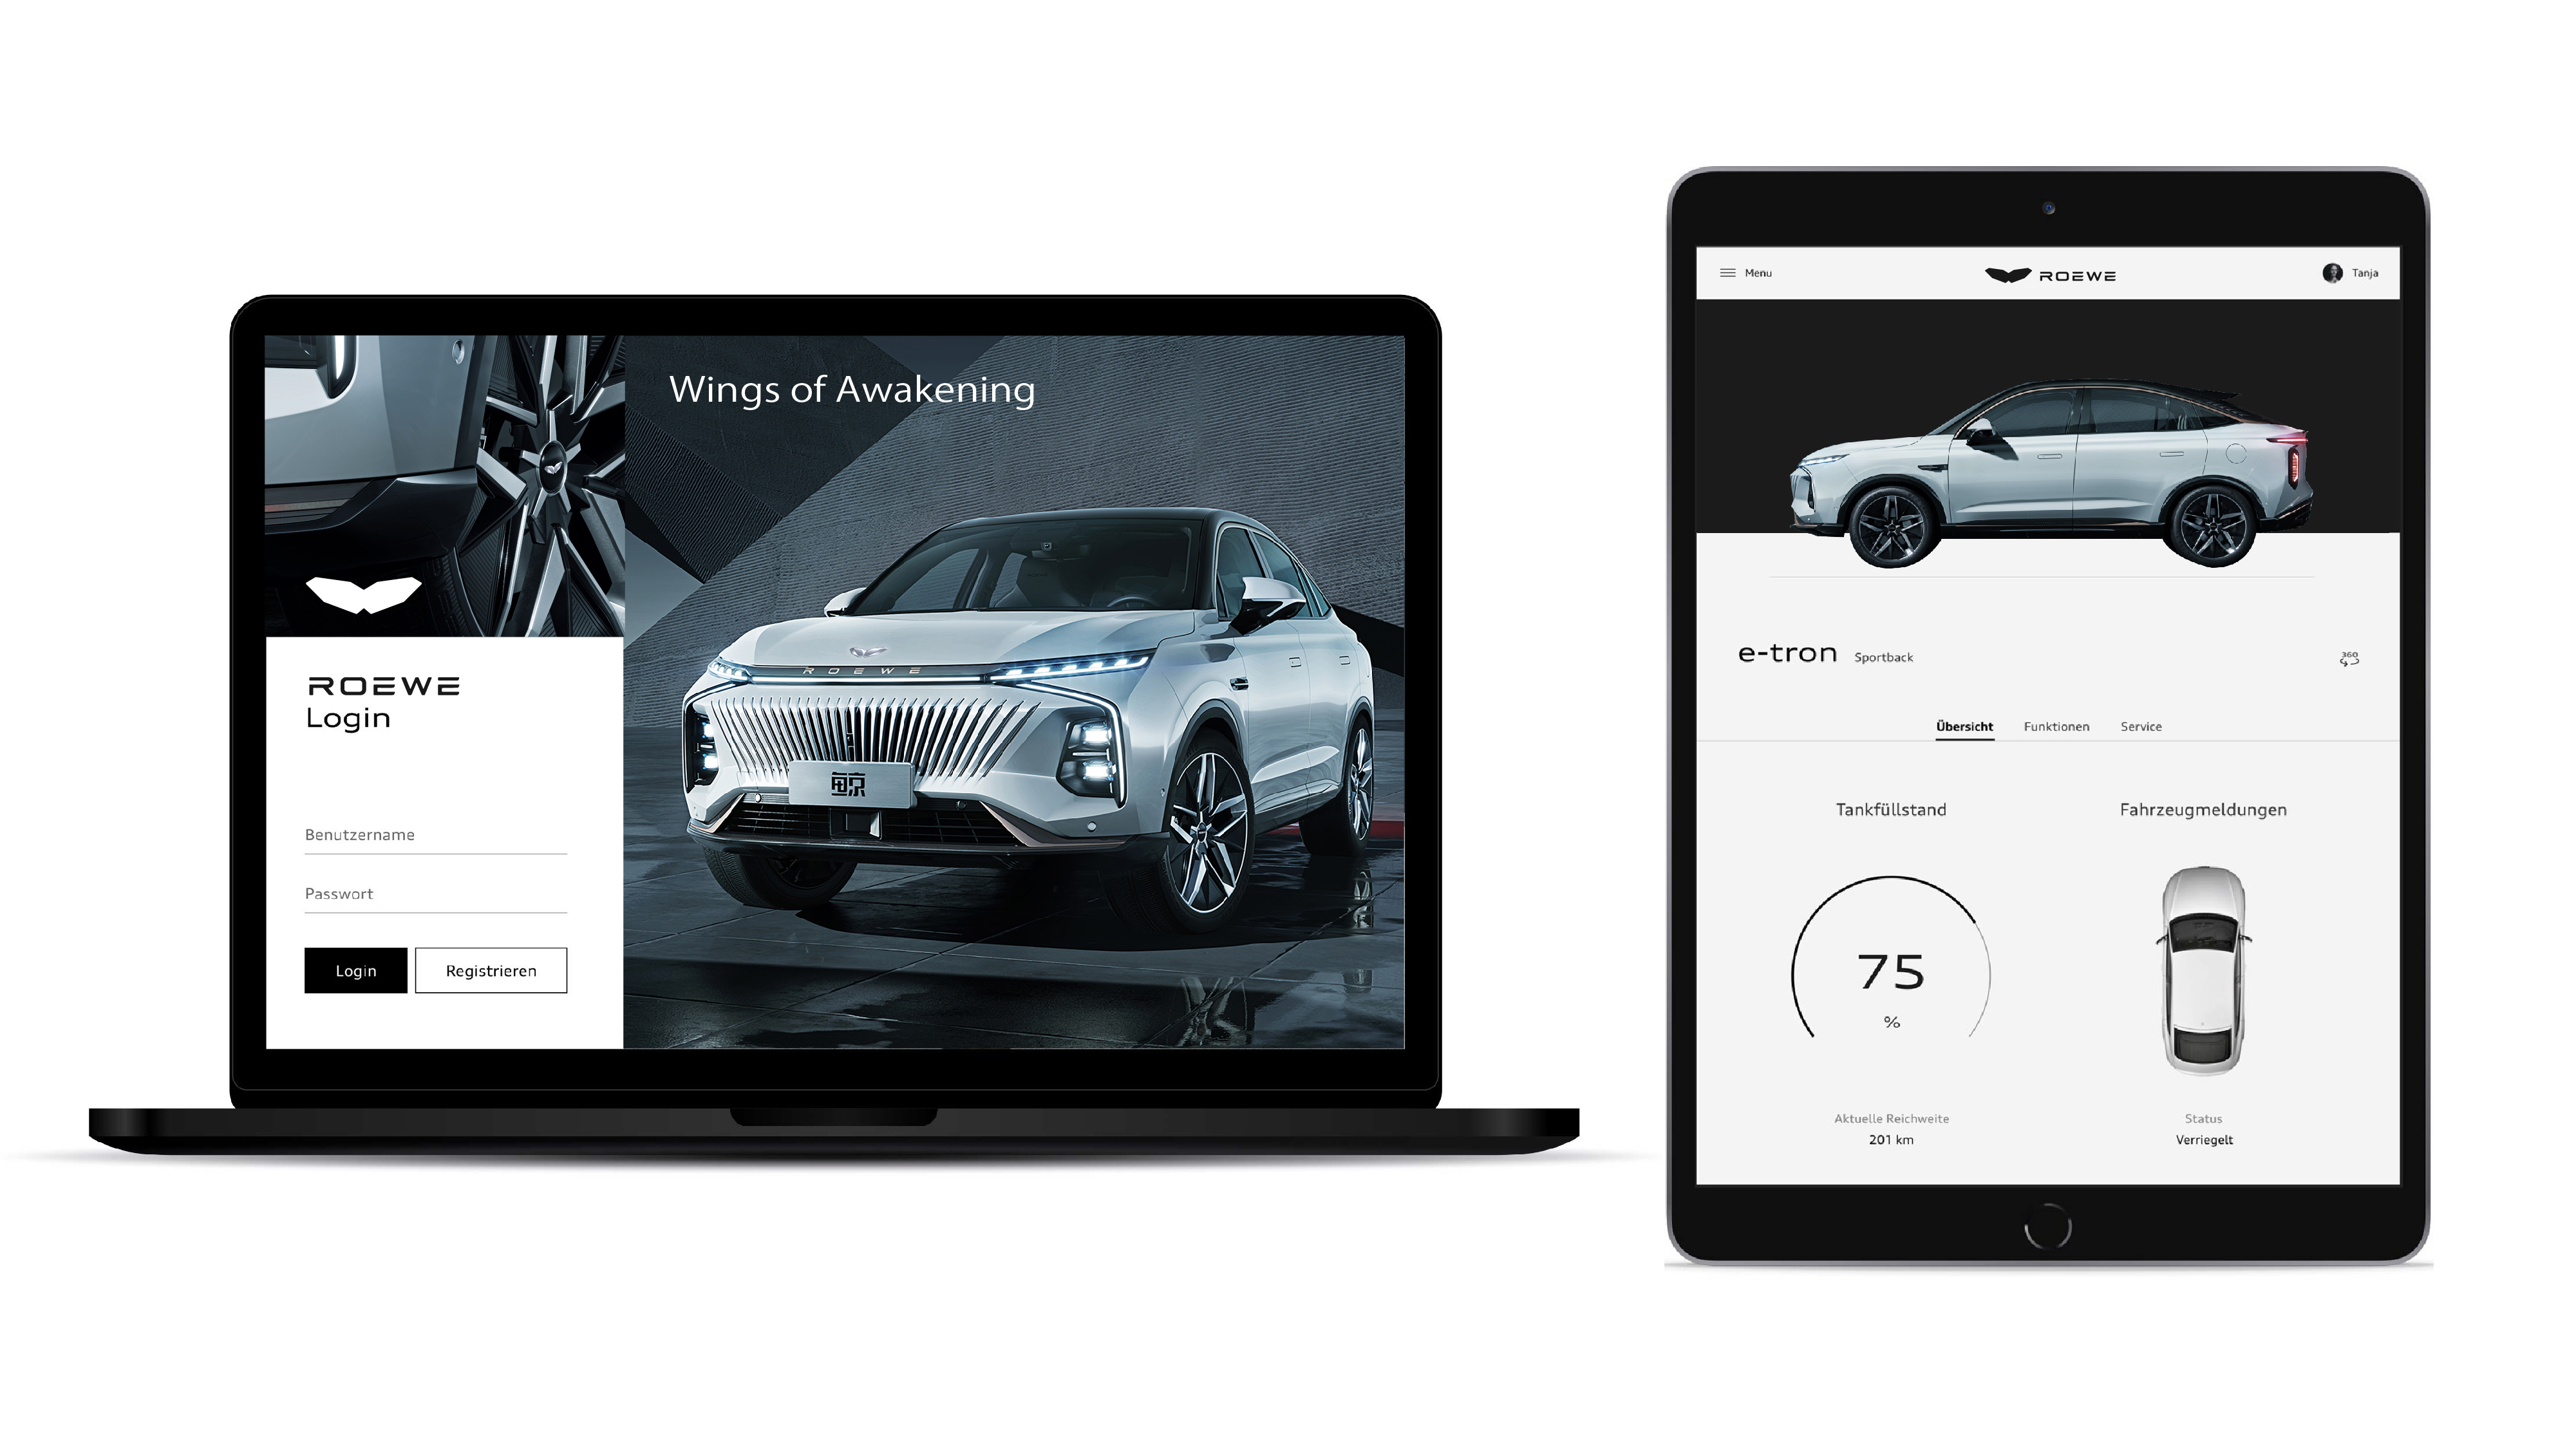 Wings of Awakening
ROEWE
Login
Benutzername
Passwort
Login
Registrieren
ROEWE
Menu
ROEWE
Tanja
e-tron Sportback
360
Übersicht
Funktionen
Service
Tankfüllstand
Fahrzeugmeldungen
75
%
Aktuelle Reichweite
201 km
Status
Verriegelt